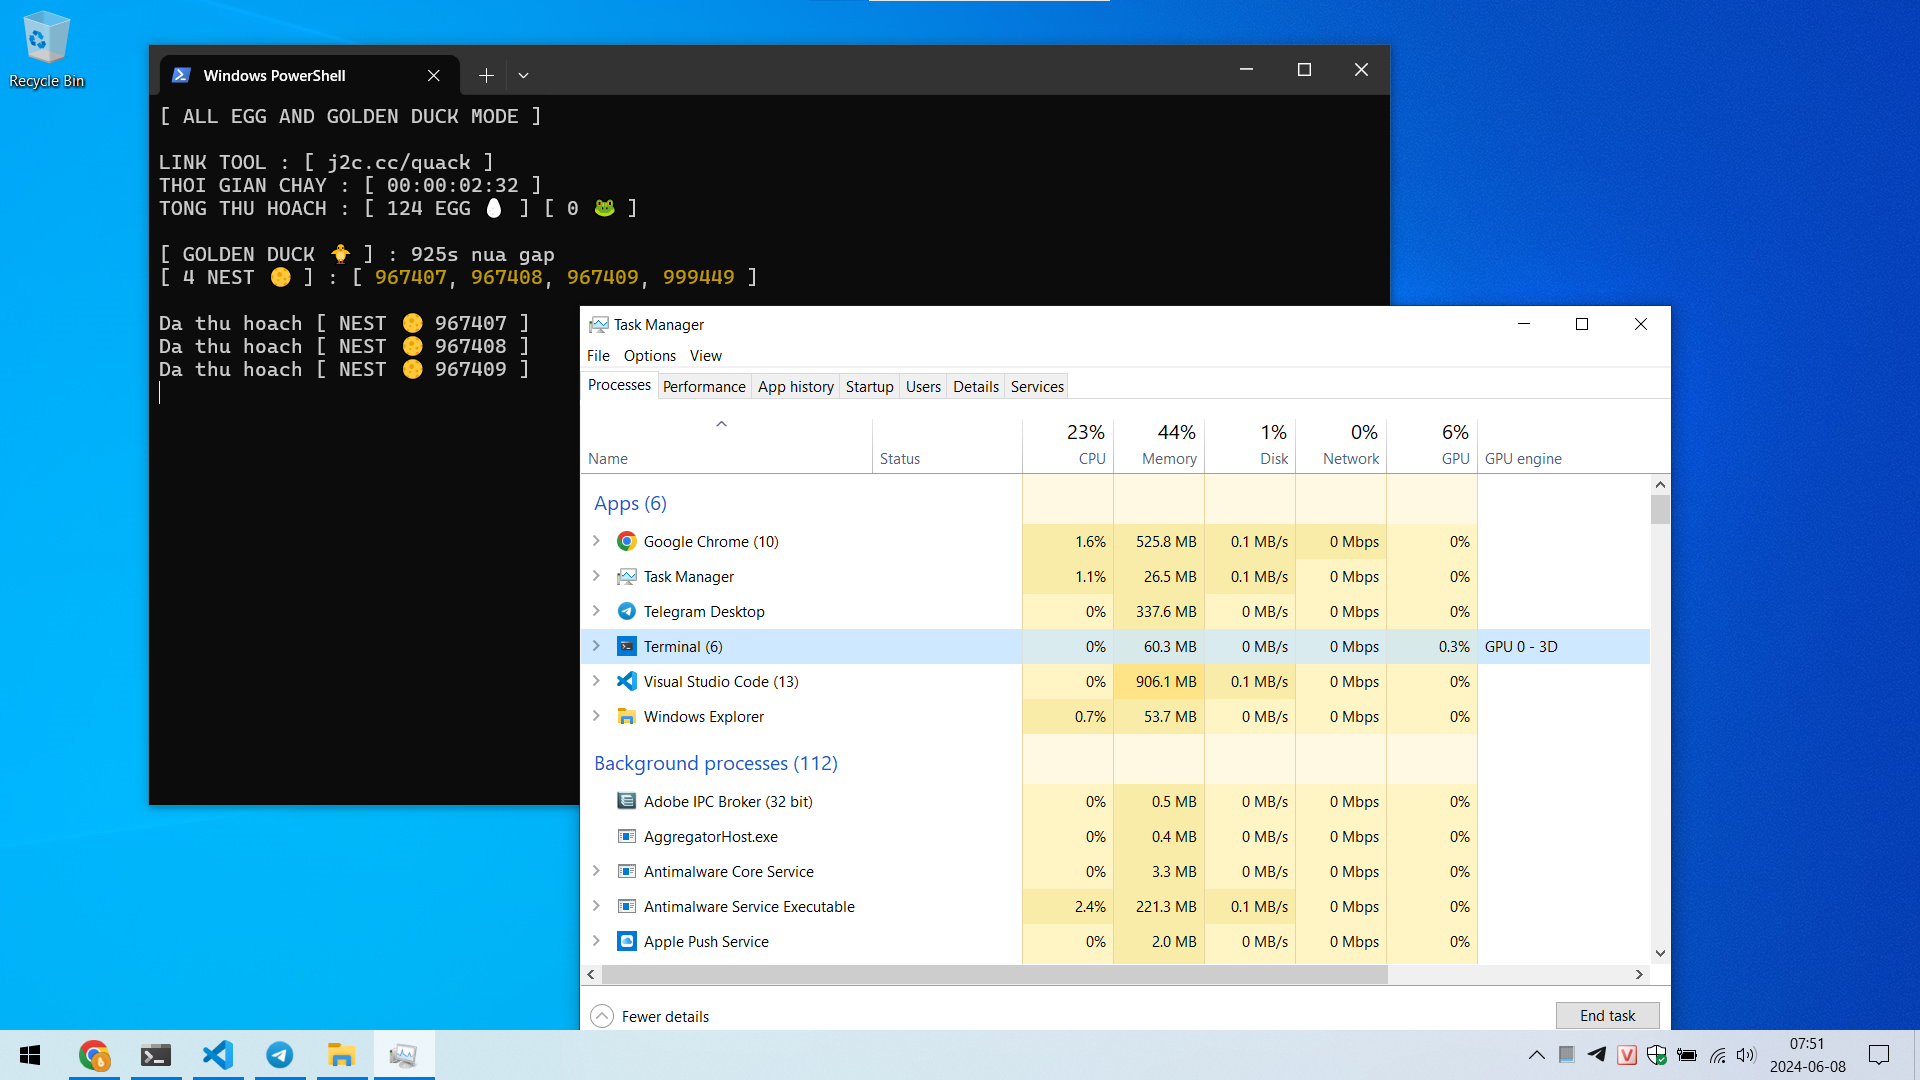 Recycle Bin
Windows PowerShell
[ ALL EGG AND GOLDEN DUCK MODE ]
LINK TOOL : [ j2c.cc/quack ]
THOI GIAN CHAY : [ 00:00:02:32 ]
TONG THU HOACH : [ 124 EGG 🥚 ] [ 0 🐸 ]
[ GOLDEN DUCK 🐥 ] : 925s nua gap
[ 4 NEST 🌕 ] : [ 967407, 967408, 967409, 999449 ]
Da thu hoach [ NEST 🌕 967407 ]
Da thu hoach [ NEST 🌕 967408 ]
Da thu hoach [ NEST 🌕 967409 ]
Task Manager
File Options View
Processes Performance App history Startup Users Details Services
23% 44% 1% 0% 6%
Name Status CPU Memory Disk Network GPU GPU engine
Apps (6)
Google Chrome (10) 1.6% 525.8 MB 0.1 MB/s 0 Mbps 0%
Task Manager 1.1% 26.5 MB 0.1 MB/s 0 Mbps 0%
Telegram Desktop 0% 337.6 MB 0 MB/s 0 Mbps 0%
Terminal (6) 0% 60.3 MB 0 MB/s 0 Mbps 0.3% GPU 0 - 3D
Visual Studio Code (13) 0% 906.1 MB 0.1 MB/s 0 Mbps 0%
Windows Explorer 0.7% 53.7 MB 0 MB/s 0 Mbps 0%
Background processes (112)
Adobe IPC Broker (32 bit) 0% 0.5 MB 0 MB/s 0 Mbps 0%
AggregatorHost.exe 0% 0.4 MB 0 MB/s 0 Mbps 0%
Antimalware Core Service 0% 3.3 MB 0 MB/s 0 Mbps 0%
Antimalware Service Executable 2.4% 221.3 MB 0.1 MB/s 0 Mbps 0%
Apple Push Service 0% 2.0 MB 0 MB/s 0 Mbps 0%
Fewer details End task
07:51
2024-06-08